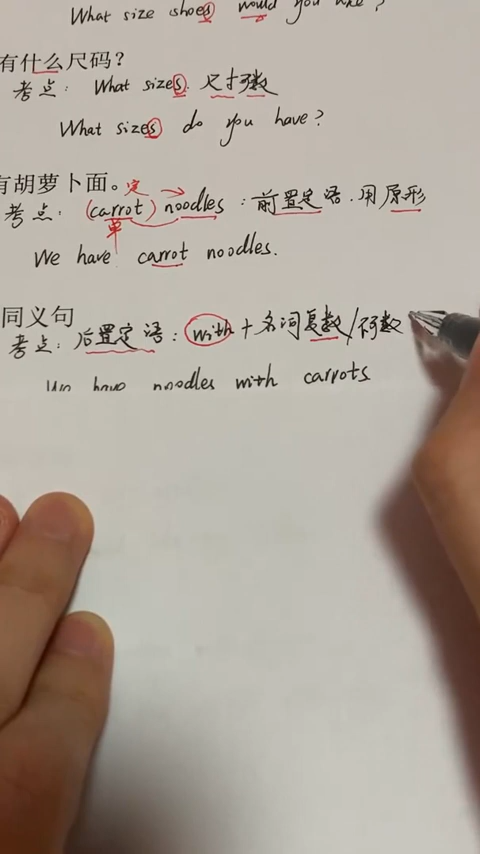 What size shoes would you like?
有什么尺码？
考点：What sizes. 尺寸可数
What sizes do you have?
有胡萝卜面。
定
考点：(carrot) noodles：前置定语．用原形
单
We have carrot noodles.
同义句
考点：后置定语：with + 名词复数/不可数
We have noodles with carrots